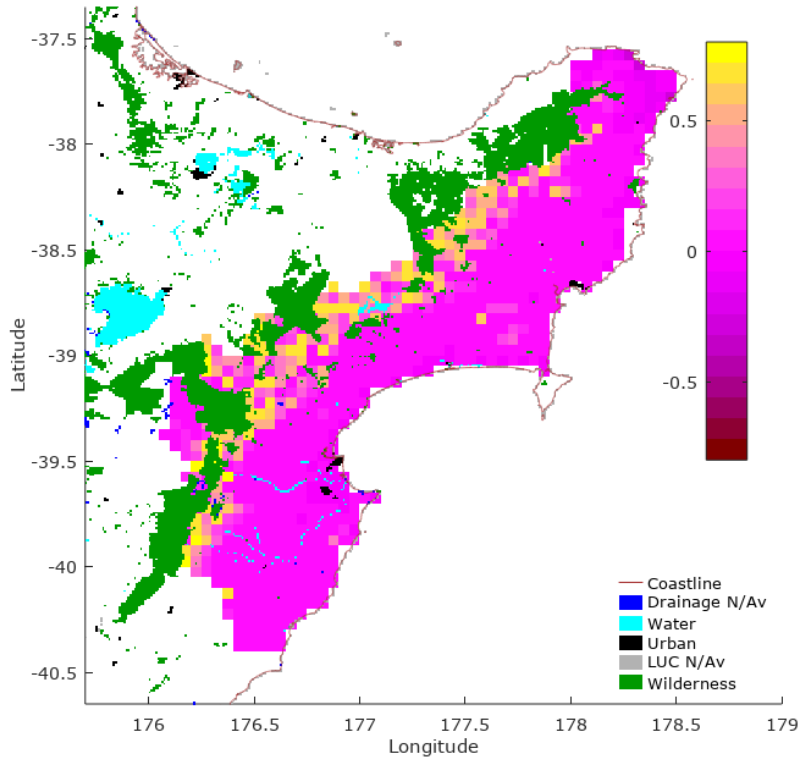 -37.5
-38
-38.5
-39
-39.5
-40
-40.5
Latitude
176
176.5
177
177.5
178
178.5
179
Longitude
0.5
0
-0.5
Coastline
Drainage N/Av
Water
Urban
LUC N/Av
Wilderness